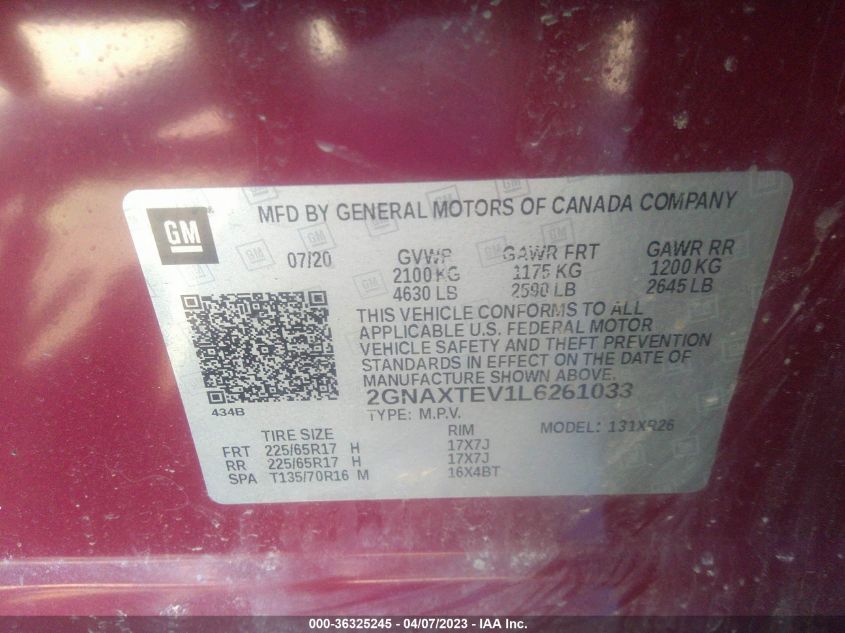 GM
MFD BY GENERAL MOTORS OF CANADA COMPANY
07/20 GVWR GAWR FRT GAWR RR
2100 KG 1175 KG 1200 KG
4630 LB 2590 LB 2645 LB
THIS VEHICLE CONFORMS TO ALL
APPLICABLE U.S. FEDERAL MOTOR
VEHICLE SAFETY AND THEFT PREVENTION
STANDARDS IN EFFECT ON THE DATE OF
MANUFACTURE SHOWN ABOVE.
434B 2GNAXTEV1L6261033
TYPE: M.P.V.
TIRE SIZE RIM MODEL: 131XR26
FRT 225/65R17 H 17X7J
RR 225/65R17 H 17X7J
SPA T135/70R16 M 16X4BT
000-36325245 - 04/07/2023 - IAA Inc.